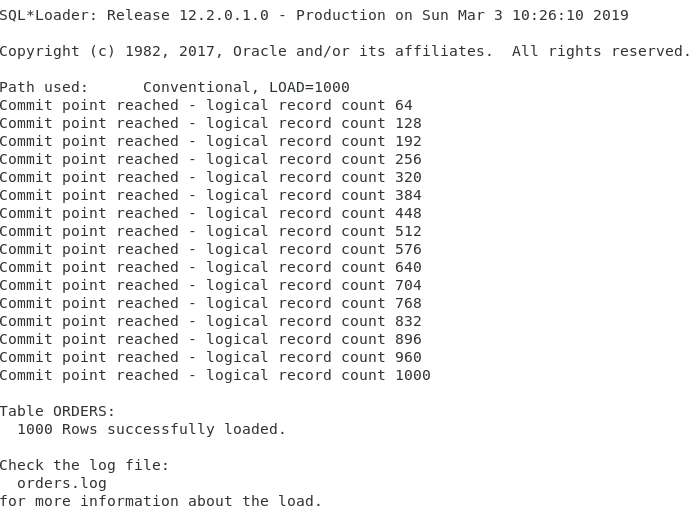 SQL*Loader: Release 12.2.0.1.0 - Production on Sun Mar 3 10:26:10 2019
Copyright (c) 1982, 2017, Oracle and/or its affiliates.  All rights reserved.
Path used:      Conventional, LOAD=1000
Commit point reached - logical record count 64
Commit point reached - logical record count 128
Commit point reached - logical record count 192
Commit point reached - logical record count 256
Commit point reached - logical record count 320
Commit point reached - logical record count 384
Commit point reached - logical record count 448
Commit point reached - logical record count 512
Commit point reached - logical record count 576
Commit point reached - logical record count 640
Commit point reached - logical record count 704
Commit point reached - logical record count 768
Commit point reached - logical record count 832
Commit point reached - logical record count 896
Commit point reached - logical record count 960
Commit point reached - logical record count 1000
Table ORDERS:
  1000 Rows successfully loaded.
Check the log file:
  orders.log
for more information about the load.